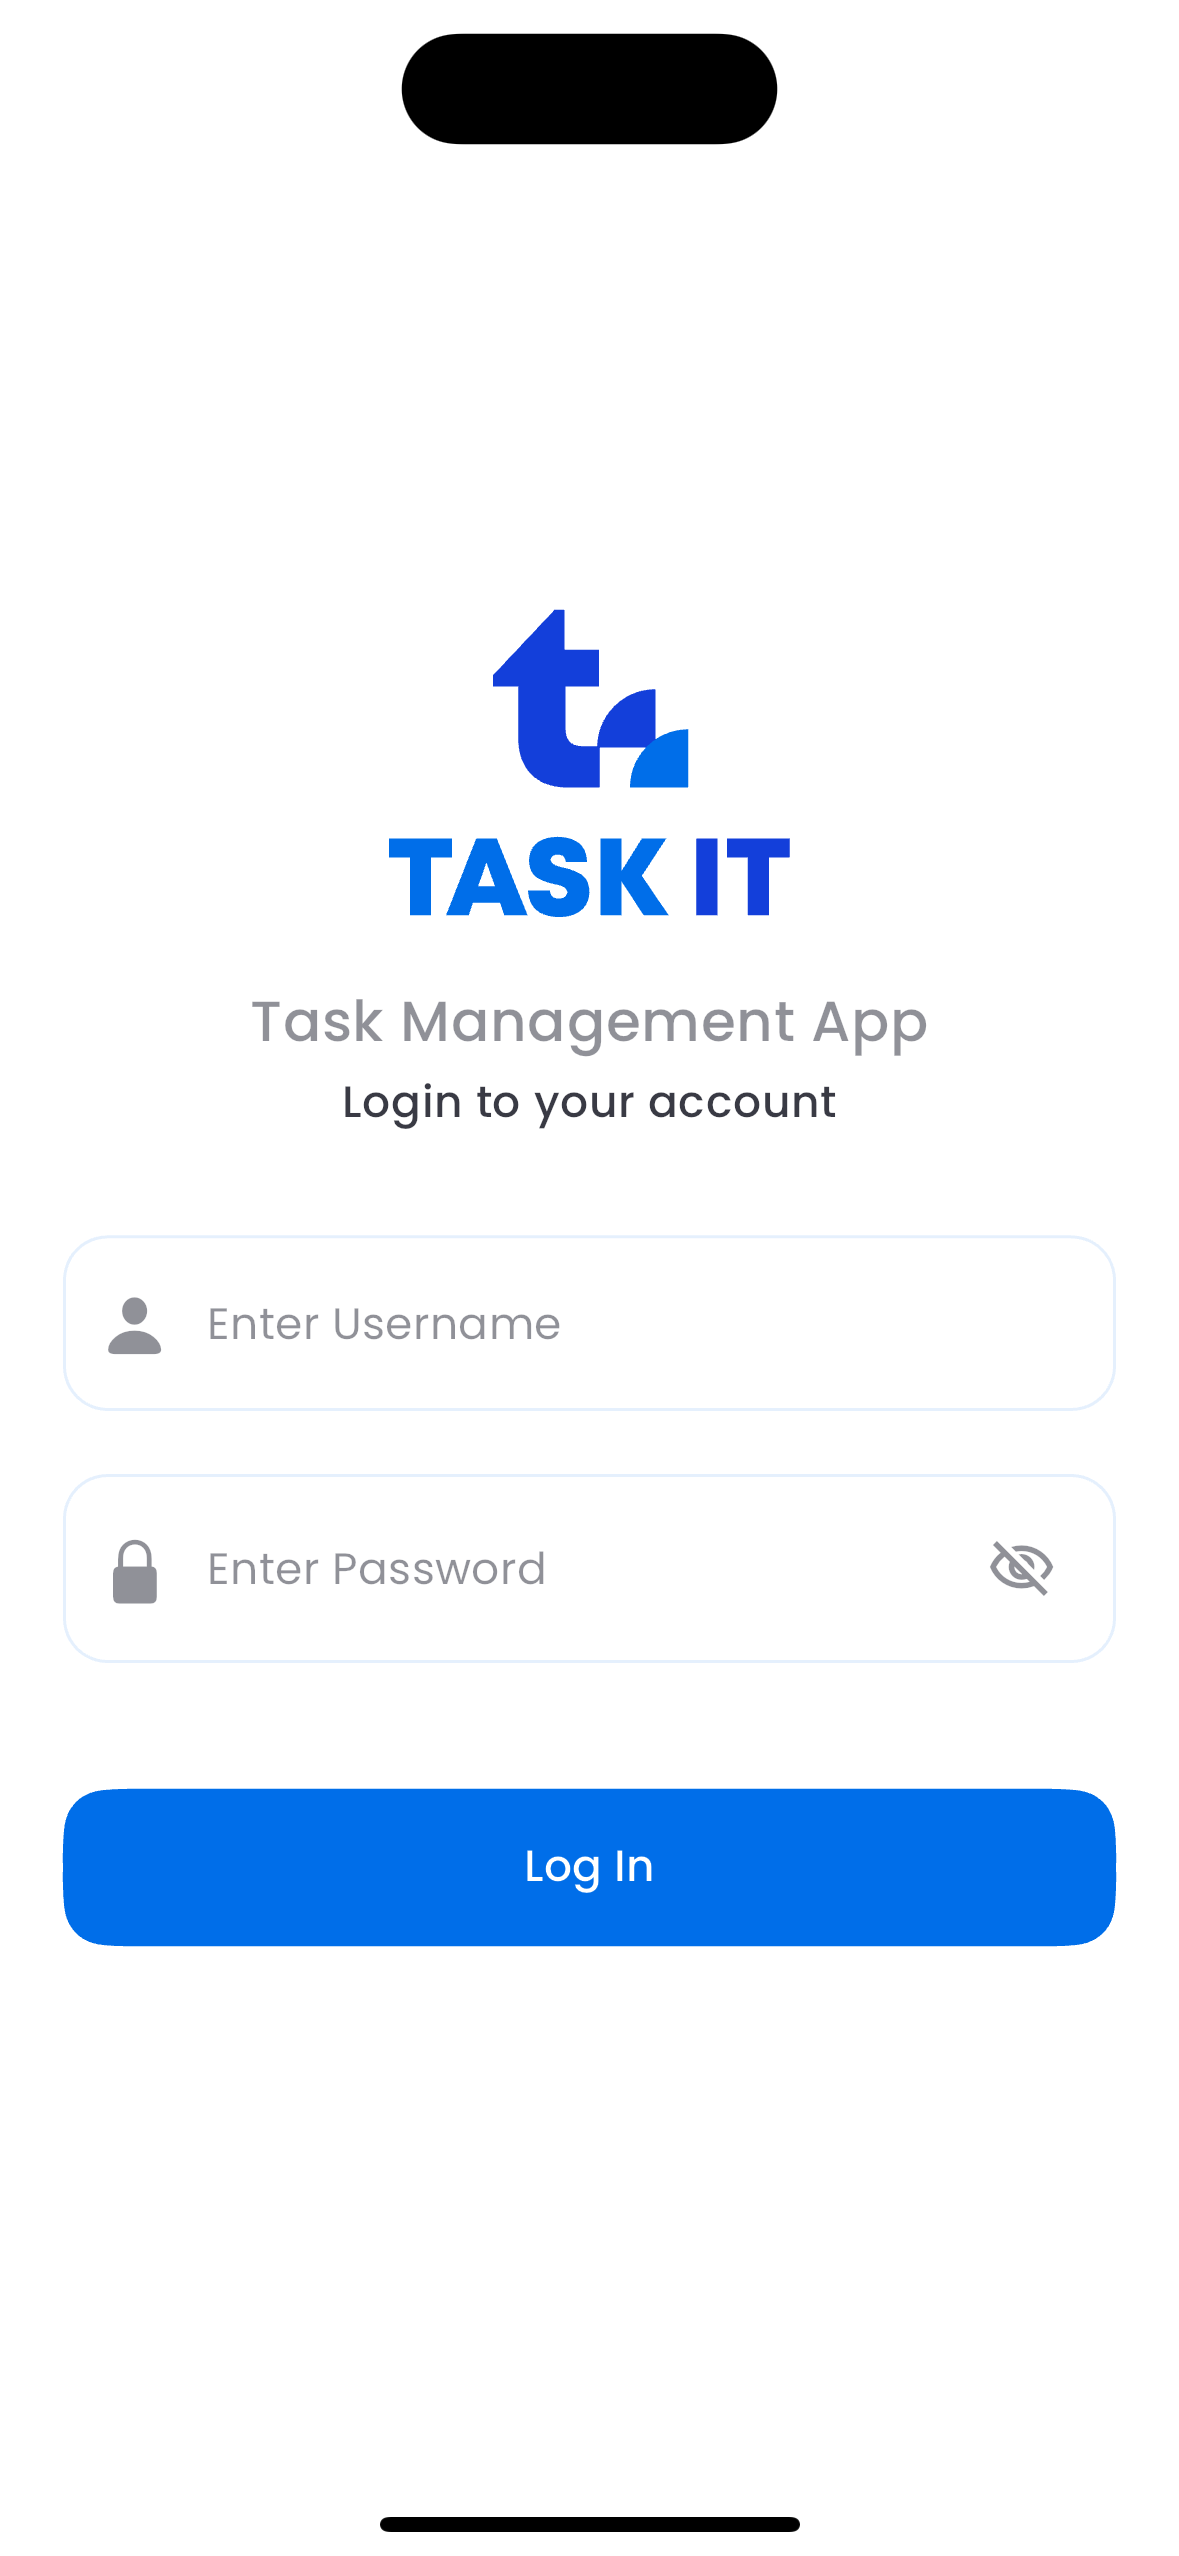 TASK IT
Task Management App
Login to your account
Enter Username
Enter Password
Log In